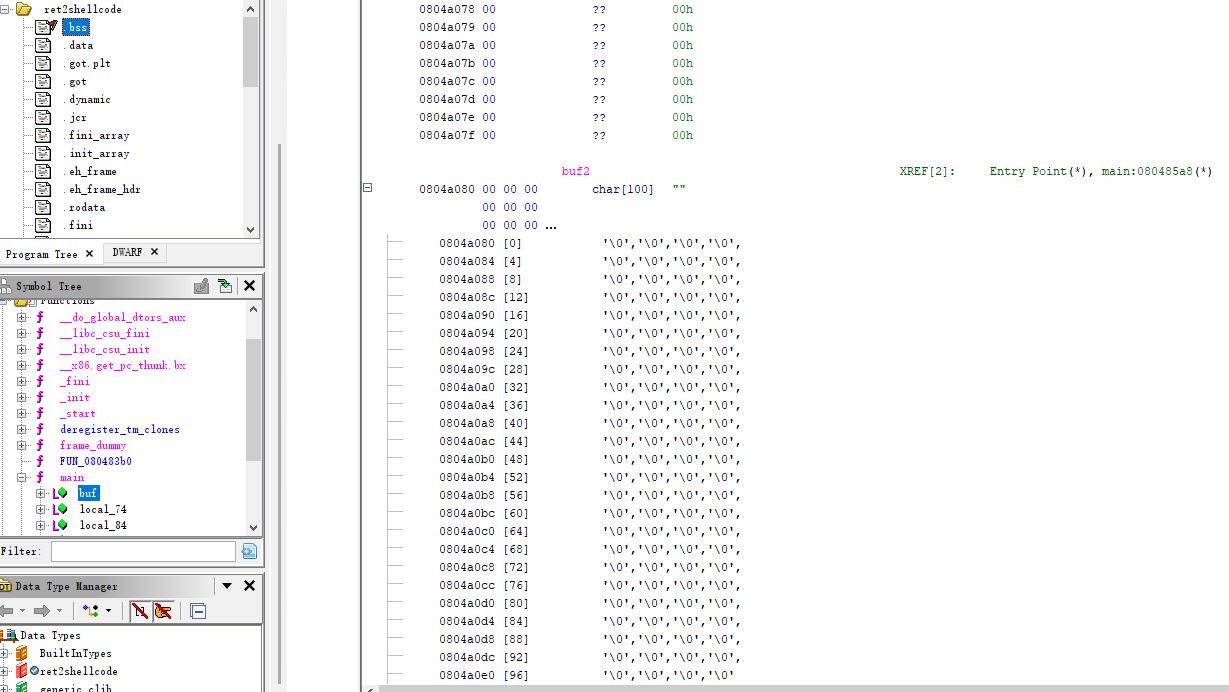 ret2shellcode
.bss
.data
.got.plt
.got
.dynamic
.jcr
.fini_array
.init_array
.eh_frame
.eh_frame_hdr
.rodata
.fini
Program Tree ×
DWARF ×
Symbol Tree
Functions
f __do_global_dtors_aux
f __libc_csu_fini
f __libc_csu_init
f __x86.get_pc_thunk.bx
f _fini
f _init
f _start
f deregister_tm_clones
f frame_dummy
f FUN_080483b0
f main
buf
local_74
local_84
Filter:
Data Type Manager
Data Types
BuiltInTypes
ret2shellcode
generic_clib
0804a078 00 ?? 00h
0804a079 00 ?? 00h
0804a07a 00 ?? 00h
0804a07b 00 ?? 00h
0804a07c 00 ?? 00h
0804a07d 00 ?? 00h
0804a07e 00 ?? 00h
0804a07f 00 ?? 00h
buf2 XREF[2]: Entry Point(*), main:080485a8(*)
0804a080 00 00 00 char[100] ""
00 00 00
00 00 00 ...
0804a080 [0] '\0','\0','\0','\0',
0804a084 [4] '\0','\0','\0','\0',
0804a088 [8] '\0','\0','\0','\0',
0804a08c [12] '\0','\0','\0','\0',
0804a090 [16] '\0','\0','\0','\0',
0804a094 [20] '\0','\0','\0','\0',
0804a098 [24] '\0','\0','\0','\0',
0804a09c [28] '\0','\0','\0','\0',
0804a0a0 [32] '\0','\0','\0','\0',
0804a0a4 [36] '\0','\0','\0','\0',
0804a0a8 [40] '\0','\0','\0','\0',
0804a0ac [44] '\0','\0','\0','\0',
0804a0b0 [48] '\0','\0','\0','\0',
0804a0b4 [52] '\0','\0','\0','\0',
0804a0b8 [56] '\0','\0','\0','\0',
0804a0bc [60] '\0','\0','\0','\0',
0804a0c0 [64] '\0','\0','\0','\0',
0804a0c4 [68] '\0','\0','\0','\0',
0804a0c8 [72] '\0','\0','\0','\0',
0804a0cc [76] '\0','\0','\0','\0',
0804a0d0 [80] '\0','\0','\0','\0',
0804a0d4 [84] '\0','\0','\0','\0',
0804a0d8 [88] '\0','\0','\0','\0',
0804a0dc [92] '\0','\0','\0','\0',
0804a0e0 [96] '\0','\0','\0','\0'